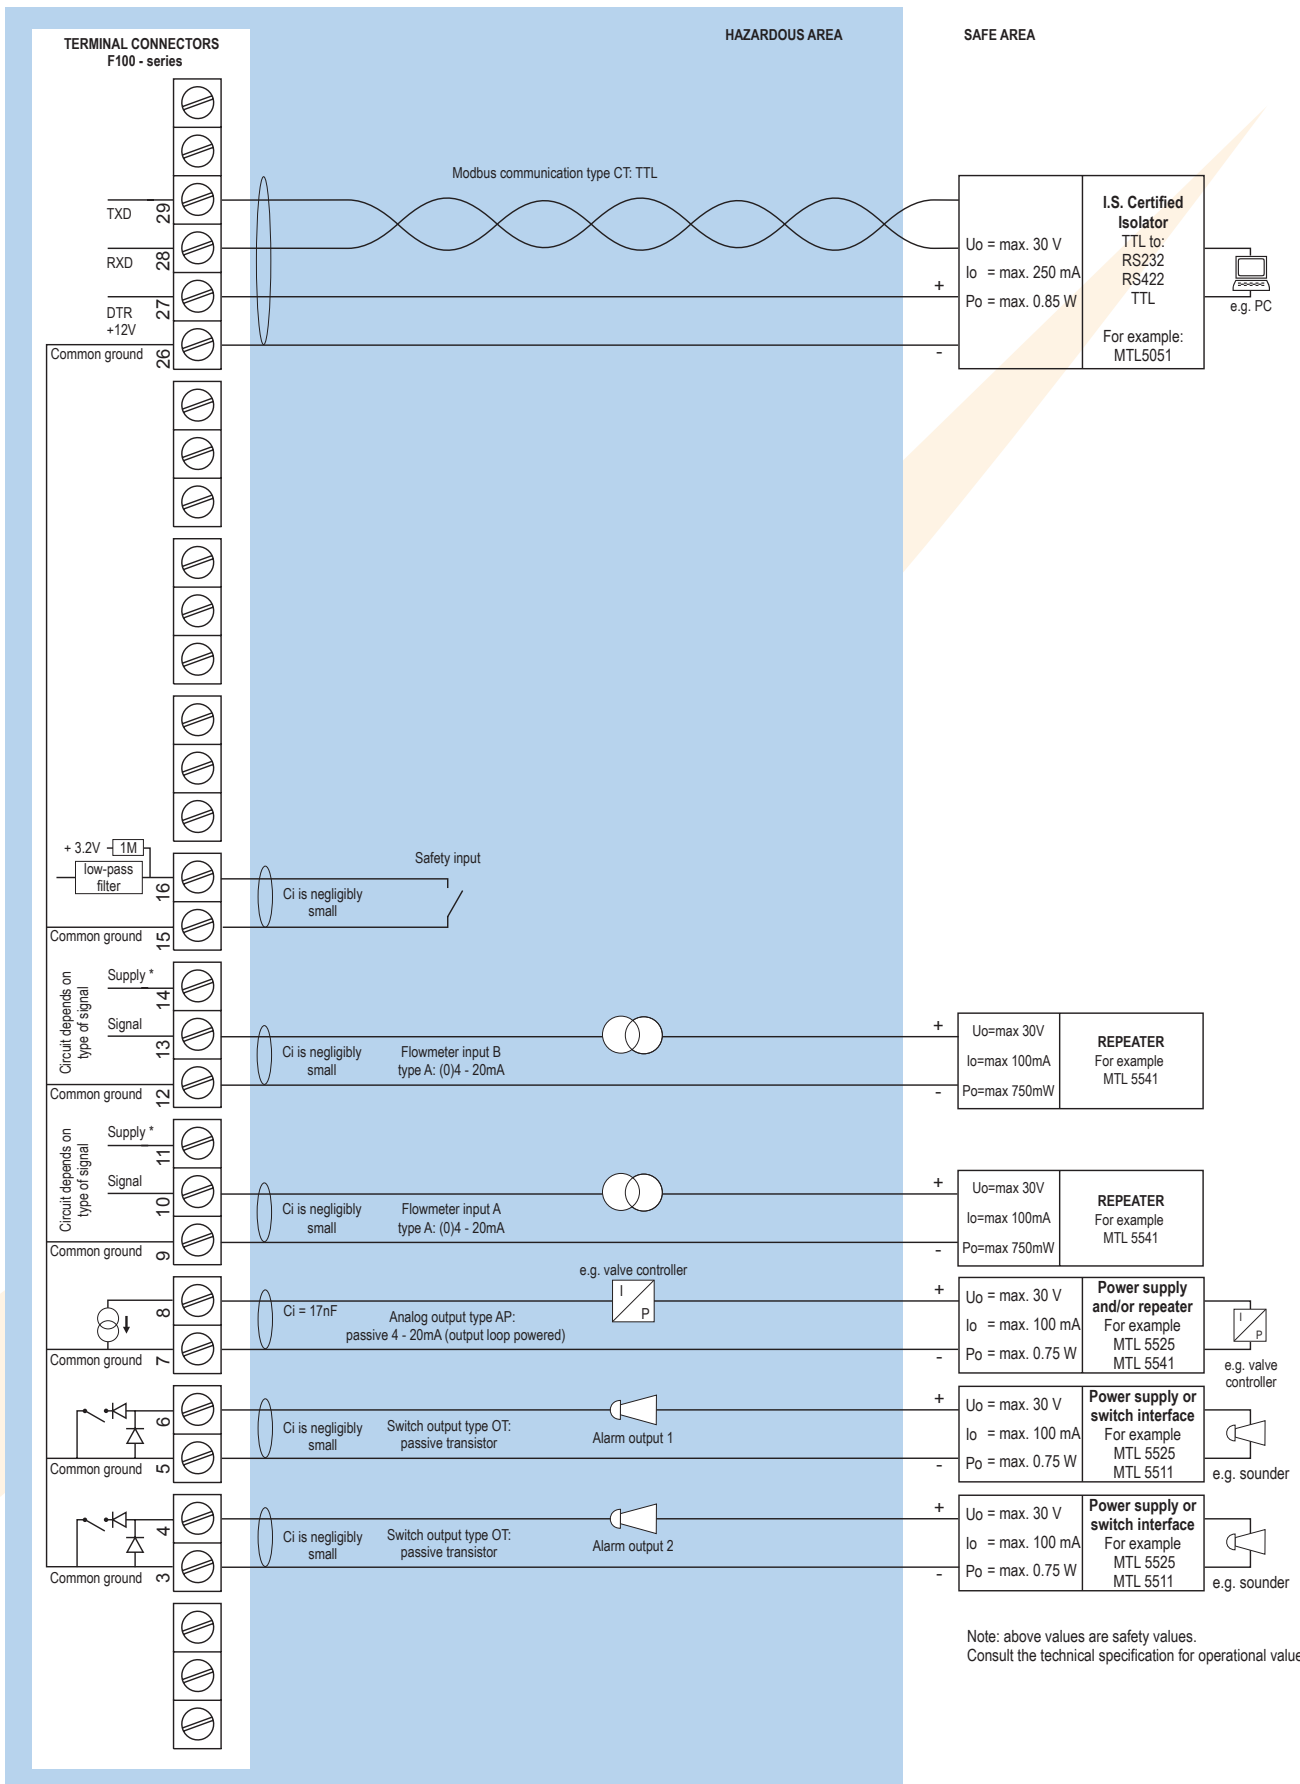 HAZARDOUS AREA
SAFE AREA
TERMINAL CONNECTORS
F100 - series
Modbus communication type CT: TTL
TXD
29
RXD
28
DTR
+12V
27
Common ground
26
+
-
Uo = max. 30 V
Io = max. 250 mA
Po = max. 0.85 W
I.S. Certified
Isolator
TTL to:
RS232
RS422
TTL
For example:
MTL5051
e.g. PC
+ 3.2V
1M
low-pass
filter
16
Common ground
15
Safety input
Ci is negligibly
small
Circuit depends on
type of signal
Supply *
14
Signal
13
Common ground
12
Ci is negligibly
small
Flowmeter input B
type A: (0)4 - 20mA
+
-
Uo=max 30V
Io=max 100mA
Po=max 750mW
REPEATER
For example
MTL 5541
Circuit depends on
type of signal
Supply *
11
Signal
10
Common ground
9
Ci is negligibly
small
Flowmeter input A
type A: (0)4 - 20mA
+
-
Uo=max 30V
Io=max 100mA
Po=max 750mW
REPEATER
For example
MTL 5541
8
Common ground
7
Ci = 17nF
e.g. valve controller
I
P
Analog output type AP:
passive 4 - 20mA (output loop powered)
+
-
Uo = max. 30 V
Io = max. 100 mA
Po = max. 0.75 W
Power supply
and/or repeater
For example
MTL 5525
MTL 5541
I
P
e.g. valve
controller
6
Common ground
5
Ci is negligibly
small
Switch output type OT:
passive transistor
Alarm output 1
+
-
Uo = max. 30 V
Io = max. 100 mA
Po = max. 0.75 W
Power supply or
switch interface
For example
MTL 5525
MTL 5511
e.g. sounder
4
Common ground
3
Ci is negligibly
small
Switch output type OT:
passive transistor
Alarm output 2
+
-
Uo = max. 30 V
Io = max. 100 mA
Po = max. 0.75 W
Power supply or
switch interface
For example
MTL 5525
MTL 5511
e.g. sounder
Note: above values are safety values.
Consult the technical specification for operational value